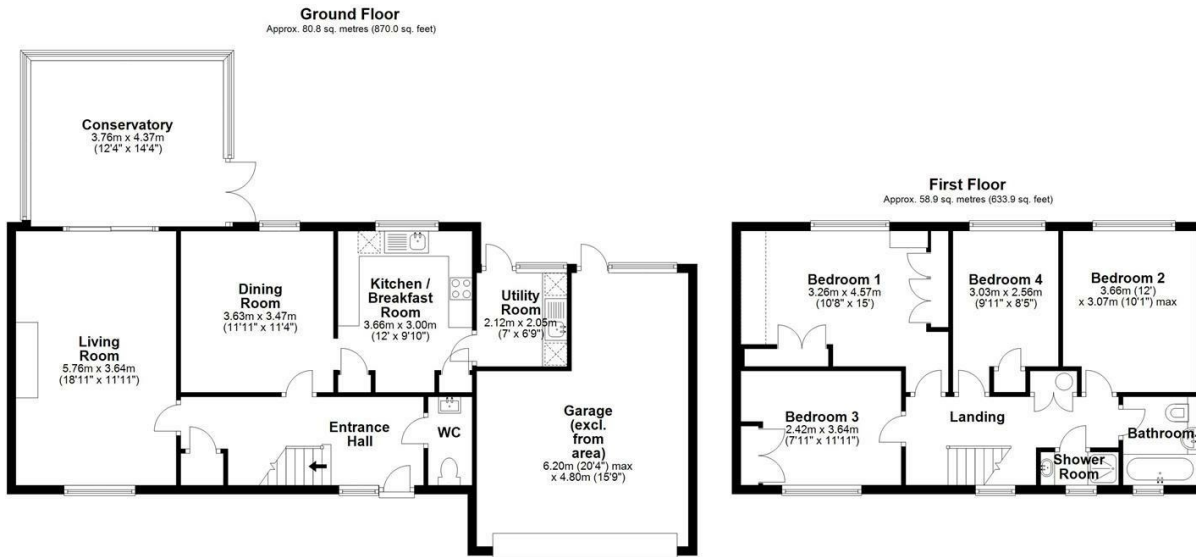 Ground Floor
Approx. 80.8 sq. metres (870.0 sq. feet)
Conservatory
3.76m x 4.37m
(12'4" x 14'4")
Living
Room
5.76m x 3.64m
(18'11" x 11'11")
Dining
Room
3.63m x 3.47m
(11'11" x 11'4")
Kitchen /
Breakfast
Room
3.66m x 3.00m
(12' x 9'10")
Utility
Room
2.12m x 2.05m
(7' x 6'9")
Entrance
Hall
WC
Garage
(excl.
from
area)
6.20m (20'4") max
x 4.80m (15'9")
First Floor
Approx. 58.9 sq. metres (633.9 sq. feet)
Bedroom 1
3.26m x 4.57m
(10'8" x 15')
Bedroom 4
3.03m x 2.56m
(9'11" x 8'5")
Bedroom 2
3.66m (12')
x 3.07m (10'1") max
Bedroom 3
2.42m x 3.64m
(7'11" x 11'11")
Landing
Shower
Room
Bathroom